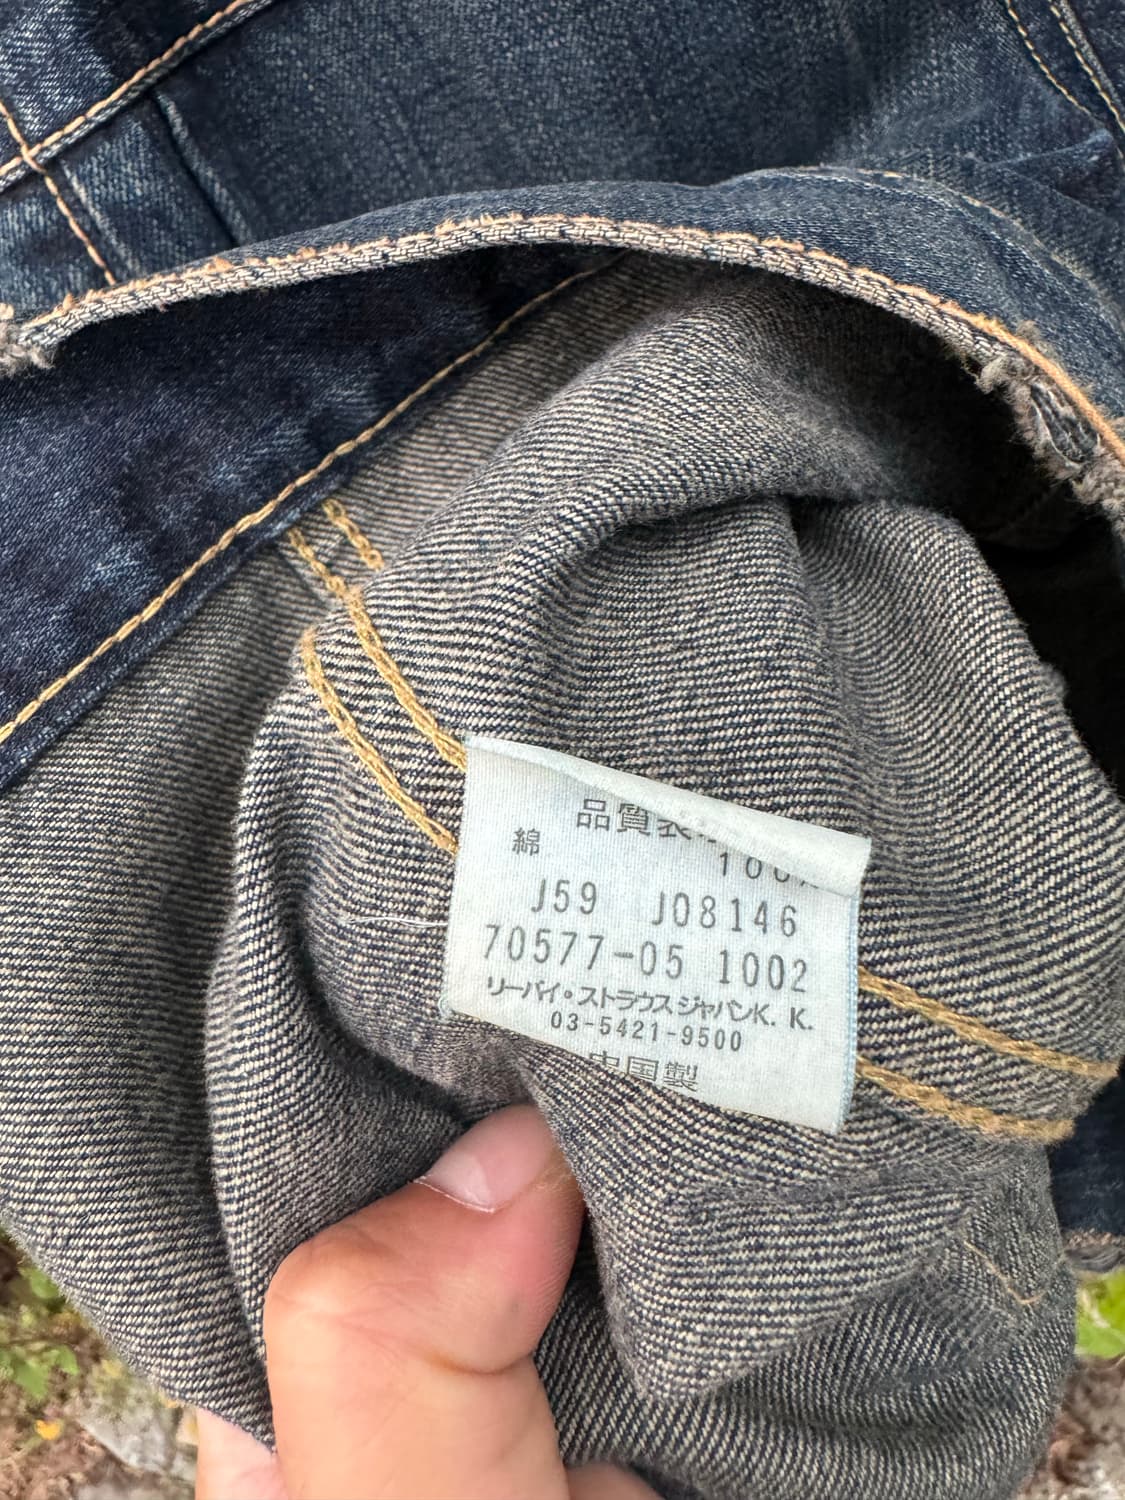 品質表
綿 100%
J59 J08146
70577-05 1002
リーバイ・ストラウスジャパンK. K.
03-5421-9500
中国製